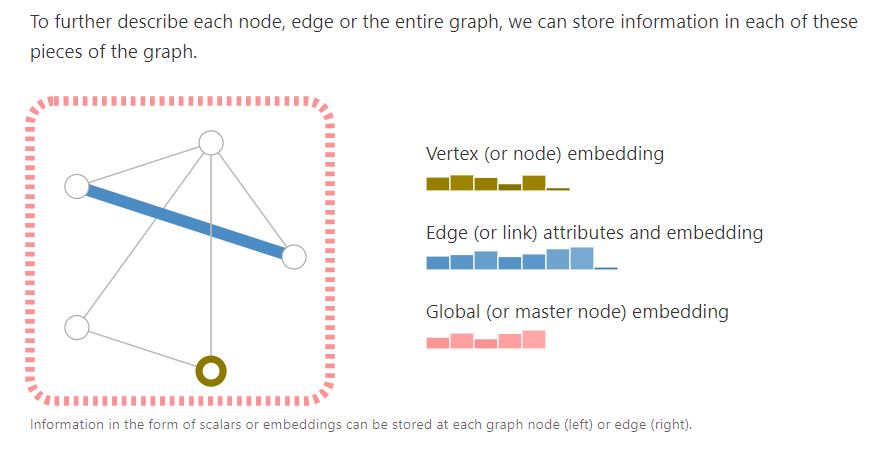 To further describe each node, edge or the entire graph, we can store information in each of these
pieces of the graph.
Vertex (or node) embedding
Edge (or link) attributes and embedding
Global (or master node) embedding
Information in the form of scalars or embeddings can be stored at each graph node (left) or edge (right).